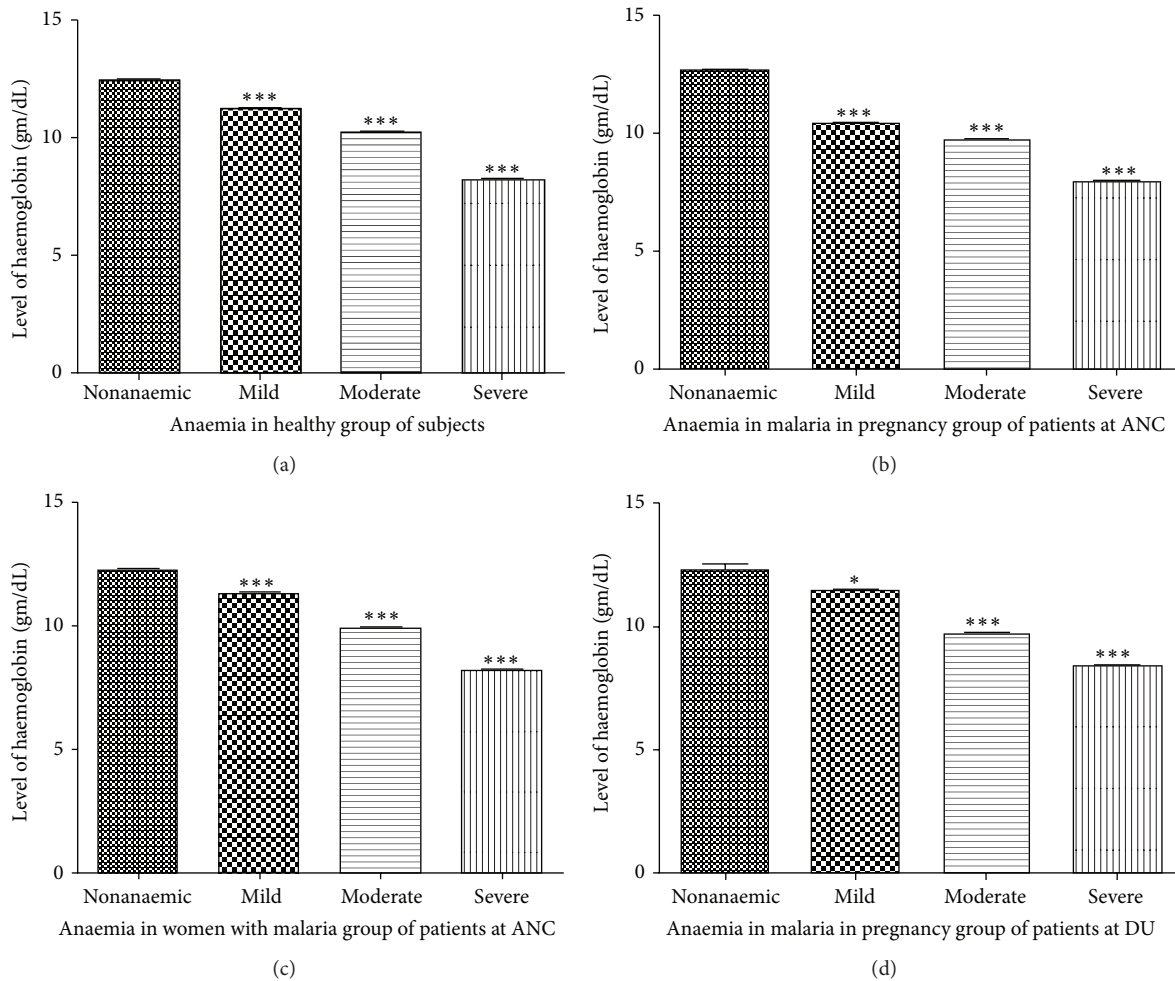 15
10
5
0
Level of haemoglobin (gm/dL)
***
***
***
Nonanaemic Mild Moderate Severe
Anaemia in healthy group of subjects
(a)
15
10
5
0
Level of haemoglobin (gm/dL)
***
***
***
Nonanaemic Mild Moderate Severe
Anaemia in malaria in pregnancy group of patients at ANC
(b)
15
10
5
0
Level of haemoglobin (gm/dL)
***
***
***
Nonanaemic Mild Moderate Severe
Anaemia in women with malaria group of patients at ANC
(c)
15
10
5
0
Level of haemoglobin (gm/dL)
*
***
***
Nonanaemic Mild Moderate Severe
Anaemia in malaria in pregnancy group of patients at DU
(d)